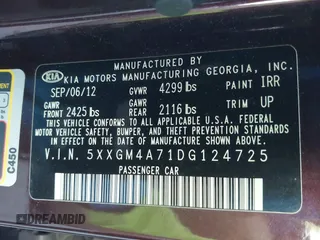 MANUFACTURED BY
KIA KIA MOTORS MANUFACTURING GEORGIA, INC.
SEP/06/12 GVWR 4299 lbs PAINT IRR
GAWR FRONT 2425 lbs GAWR REAR 2116 lbs TRIM UP
THIS VEHICLE CONFORMS TO ALL APPLICABLE U.S. FEDERAL
MOTOR VEHICLE SAFETY, BUMPER, AND THEFT PREVENTION STANDARDS
IN EFFECT ON THE DATE OF MANUFACTURE SHOWN ABOVE.
V.I.N. 5XXGM4A71DG124725
PASSENGER CAR
C450
DREAMBID